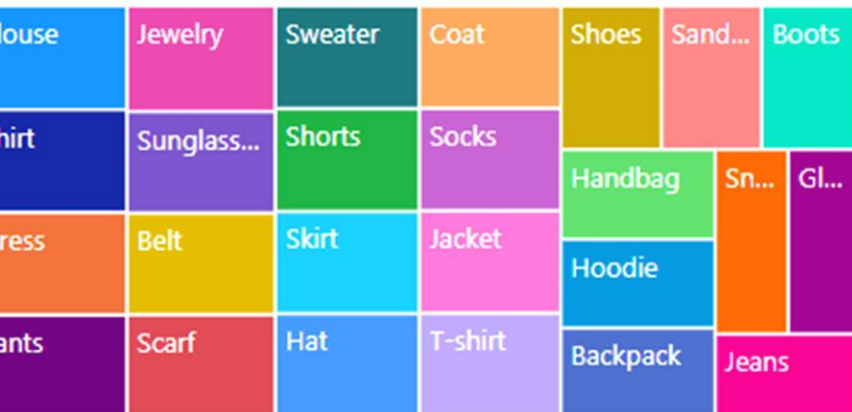 louse
Jewelry
Sweater
Coat
Shoes
Sand...
Boots
hirt
Sunglass...
Shorts
Socks
Handbag
Sn...
Gl...
ress
Belt
Skirt
Jacket
Hoodie
ants
Scarf
Hat
T-shirt
Backpack
Jeans